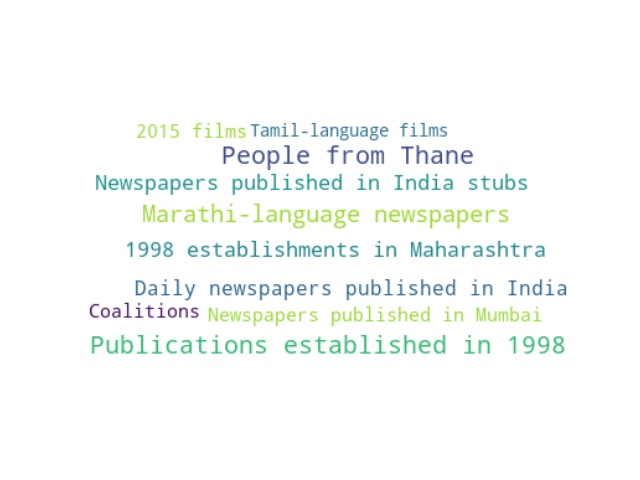 2015 films Tamil-language films
People from Thane
Newspapers published in India stubs
Marathi-language newspapers
1998 establishments in Maharashtra
Daily newspapers published in India
Coalitions Newspapers published in Mumbai
Publications established in 1998